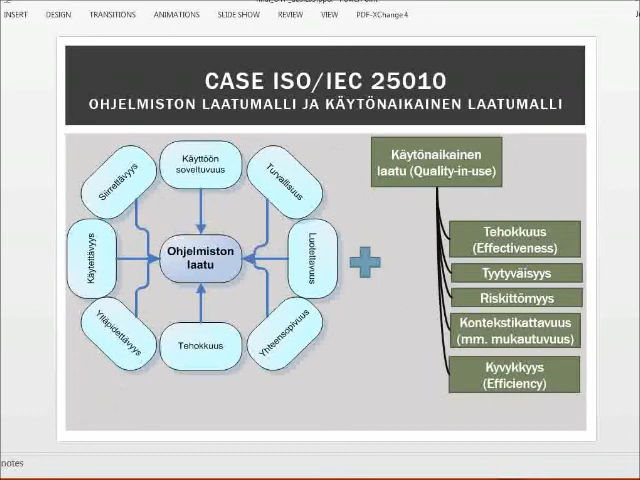 INSERT DESIGN TRANSITIONS ANIMATIONS SLIDE SHOW REVIEW VIEW PDF-XChange 4
CASE ISO/IEC 25010
OHJELMISTON LAATUMALLI JA KÄYTÖNAIKAINEN LAATUMALLI
Käyttöön
soveltuvuus
Siirrettävyys
Turvallisuus
Käytettävyys
Ohjelmiston
laatu
Luotettavuus
Ylläpidettävyys
Tehokkuus
Yhteensopivuus
Käytönaikainen
laatu (Quality-in-use)
Tehokkuus
(Effectiveness)
Tyytyväisyys
Riskittömyys
Kontekstikattavuus
(mm. mukautuvuus)
Kyvykkyys
(Efficiency)
notes